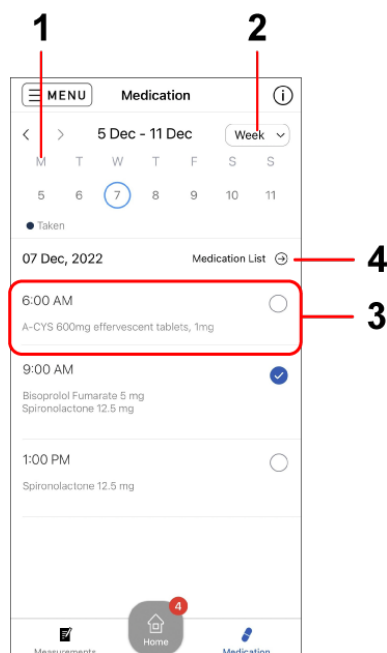 1 2
MENU Medication i
5 Dec - 11 Dec Week
M T W T F S S
5 6 7 8 9 10 11
Taken
07 Dec, 2022 Medication List 4
6:00 AM 3
A-CYS 600mg effervescent tablets, 1mg
9:00 AM
Bisoprolol Fumarate 5 mg
Spironolactone 12.5 mg
1:00 PM
Spironolactone 12.5 mg
4
Home
Measurements Medication